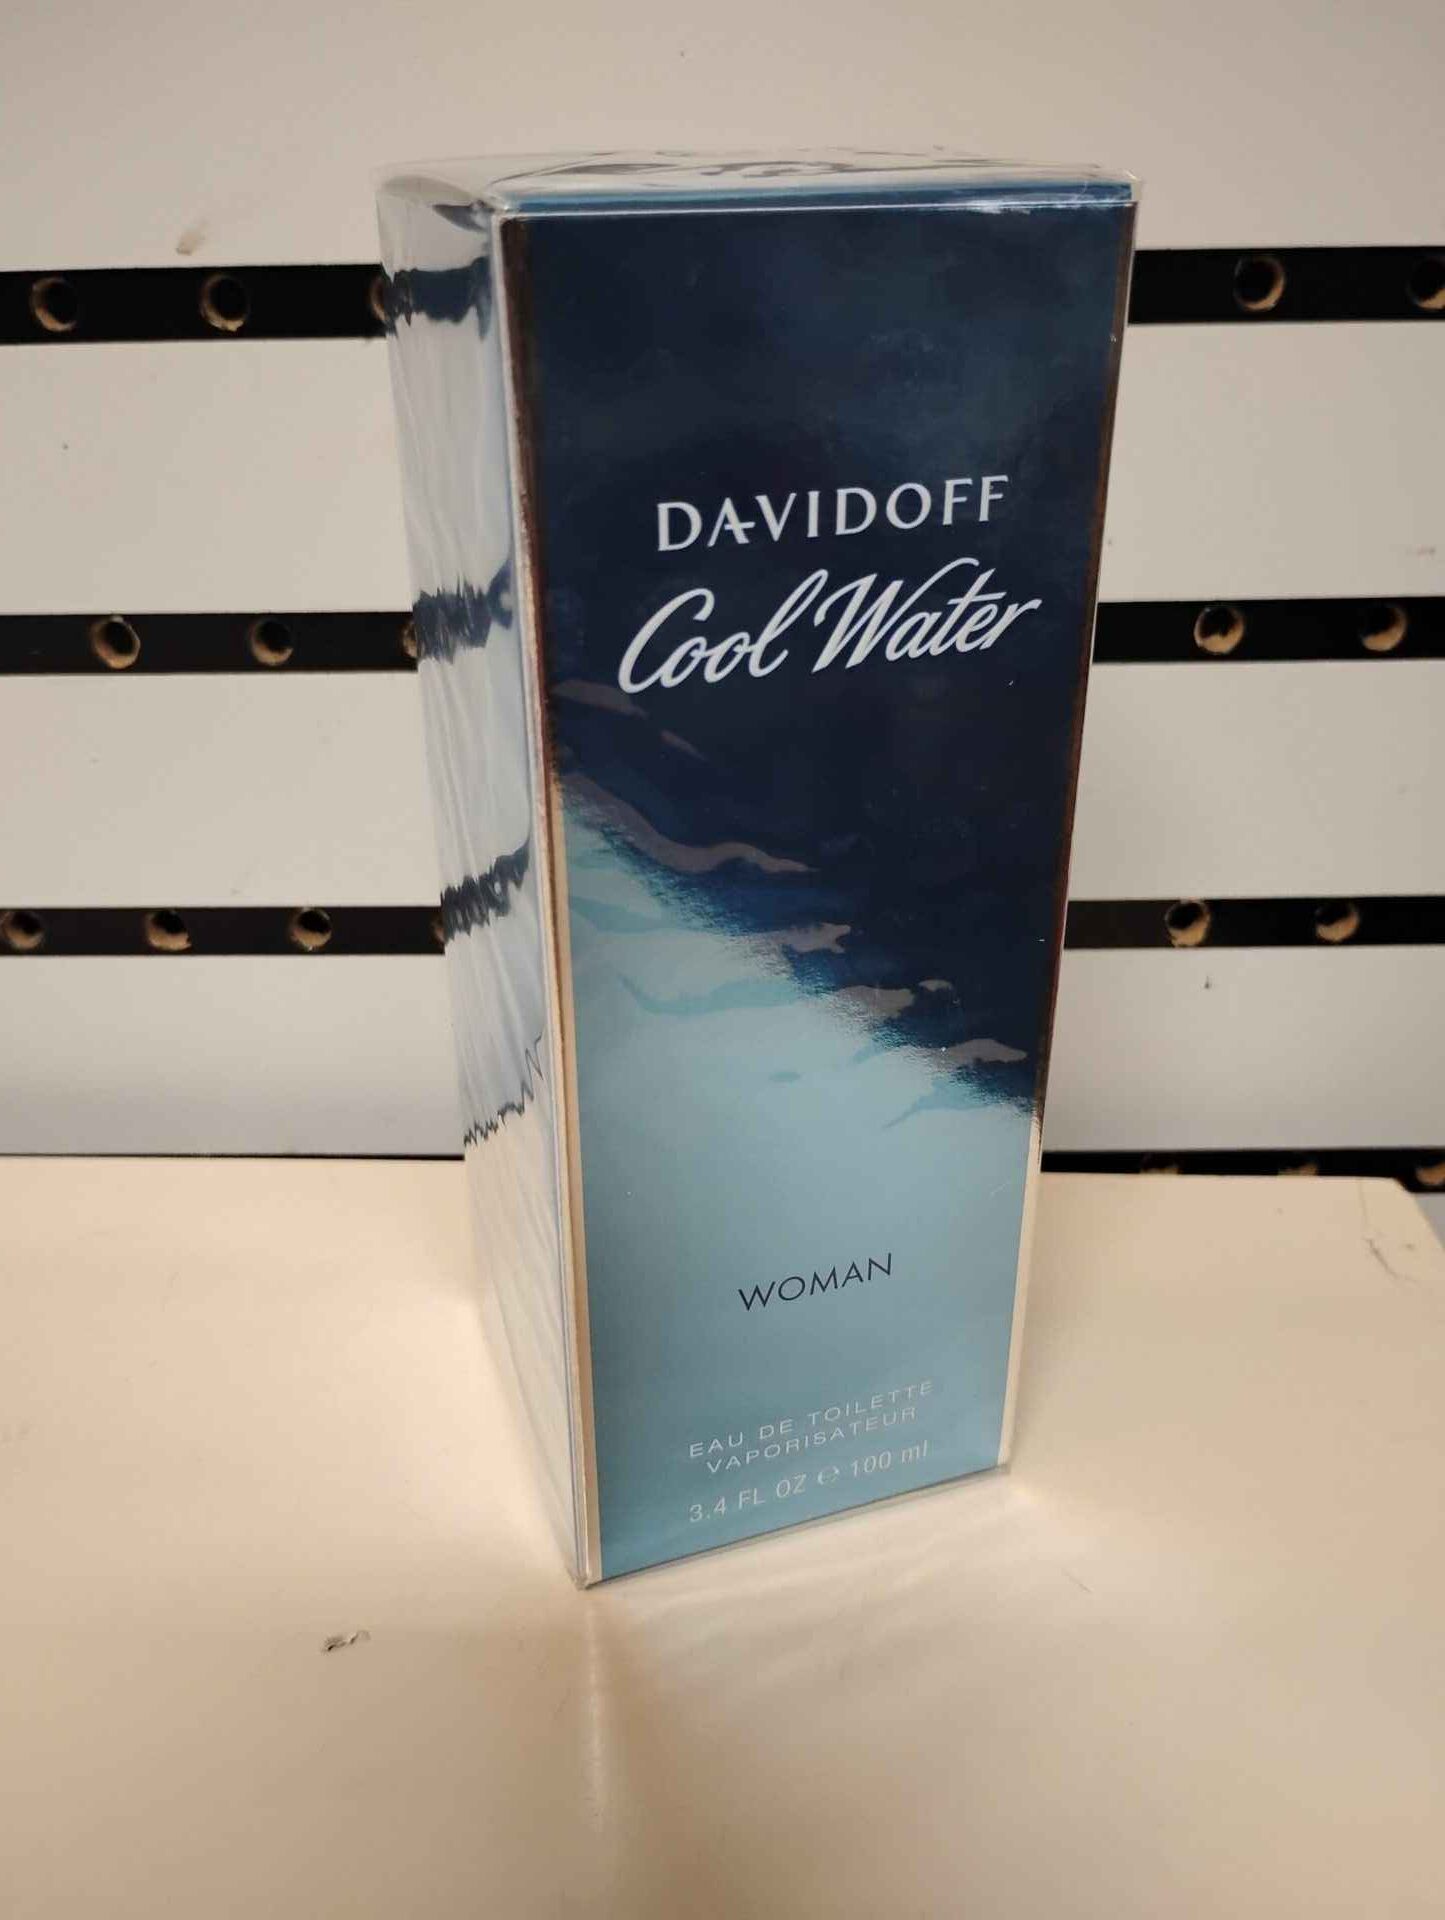 DAVIDOFF
Cool Water
WOMAN
EAU DE TOILETTE
VAPORISATEUR
3.4 FL OZ ℮ 100 ml